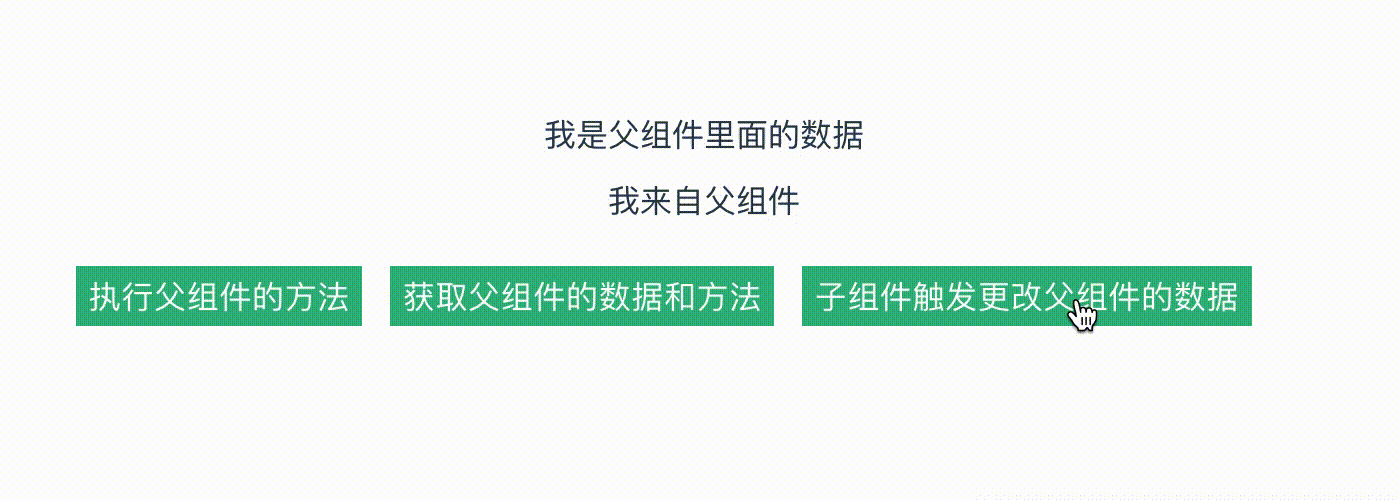 我是父组件里面的数据
我来自父组件
执行父组件的方法 获取父组件的数据和方法 子组件触发更改父组件的数据